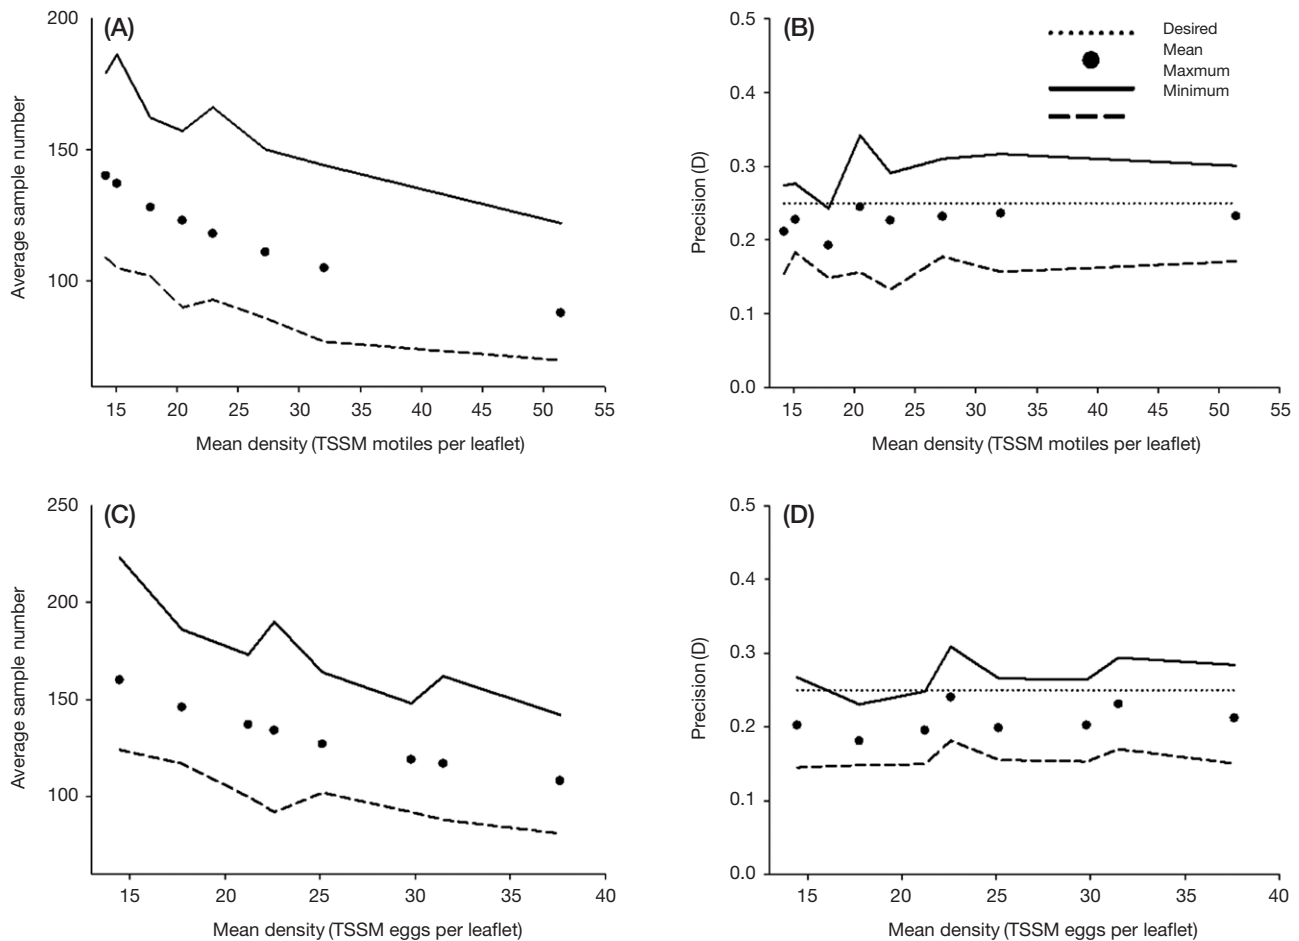 (A)
200
150
100
15 20 25 30 35 40 45 50 55
Average sample number
Mean density (TSSM motiles per leaflet)
(B)
0.5
0.4
0.3
0.2
0.1
0.0
15 20 25 30 35 40 45 50 55
Precision (D)
Mean density (TSSM motiles per leaflet)
Desired
Mean
Maxmum
Minimum
(C)
250
200
150
100
15 20 25 30 35 40
Average sample number
Mean density (TSSM eggs per leaflet)
(D)
0.5
0.4
0.3
0.2
0.1
0.0
15 20 25 30 35 40
Precision (D)
Mean density (TSSM eggs per leaflet)